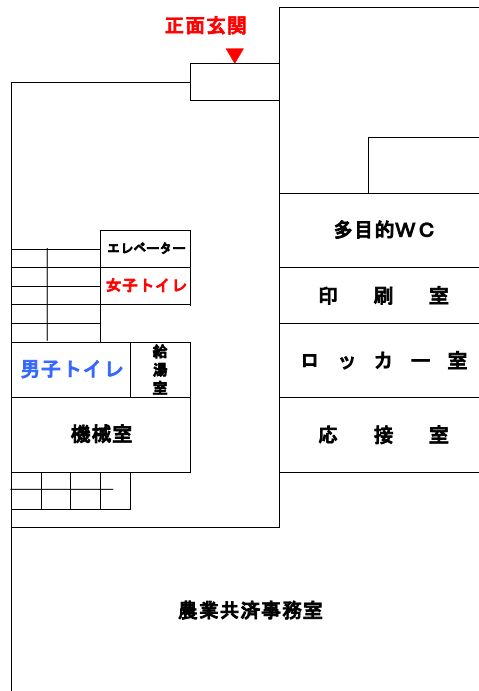 正面玄関
多目的WC
エレベーター
女子トイレ
印刷室
男子トイレ
給湯室
ロッカー室
機械室
応接室
農業共済事務室